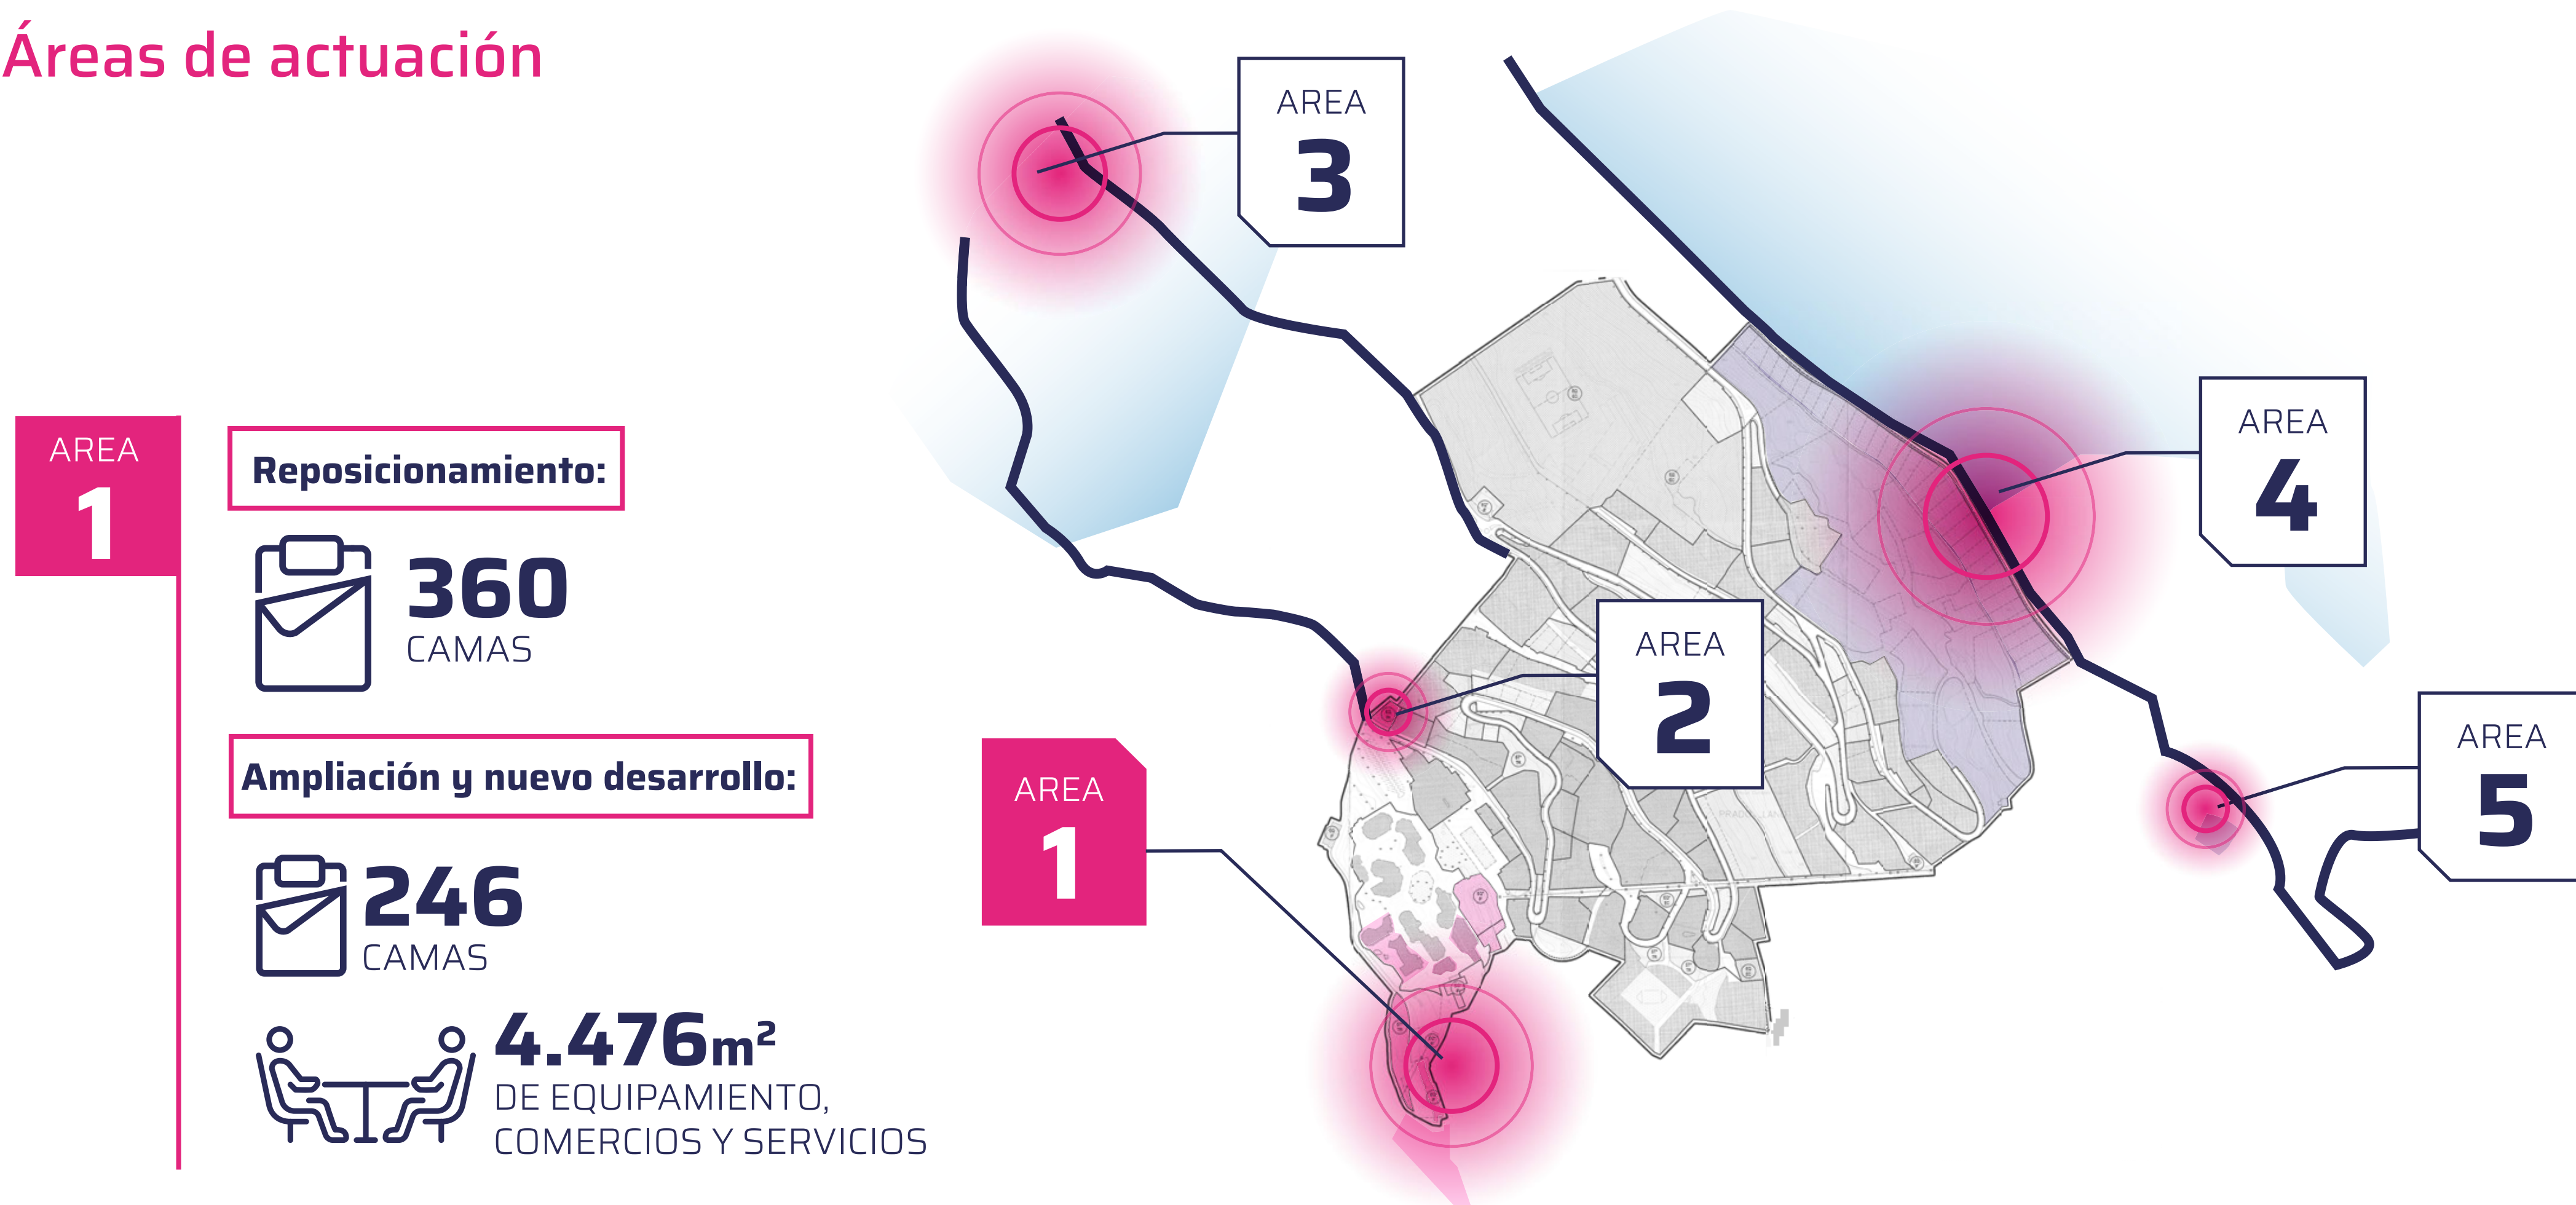 Áreas de actuación
AREA
1
Reposicionamiento:
360
CAMAS
Ampliación y nuevo desarrollo:
246
CAMAS
4.476m²
DE EQUIPAMIENTO,
COMERCIOS Y SERVICIOS
AREA
3
AREA
4
AREA
2
AREA
5
AREA
1